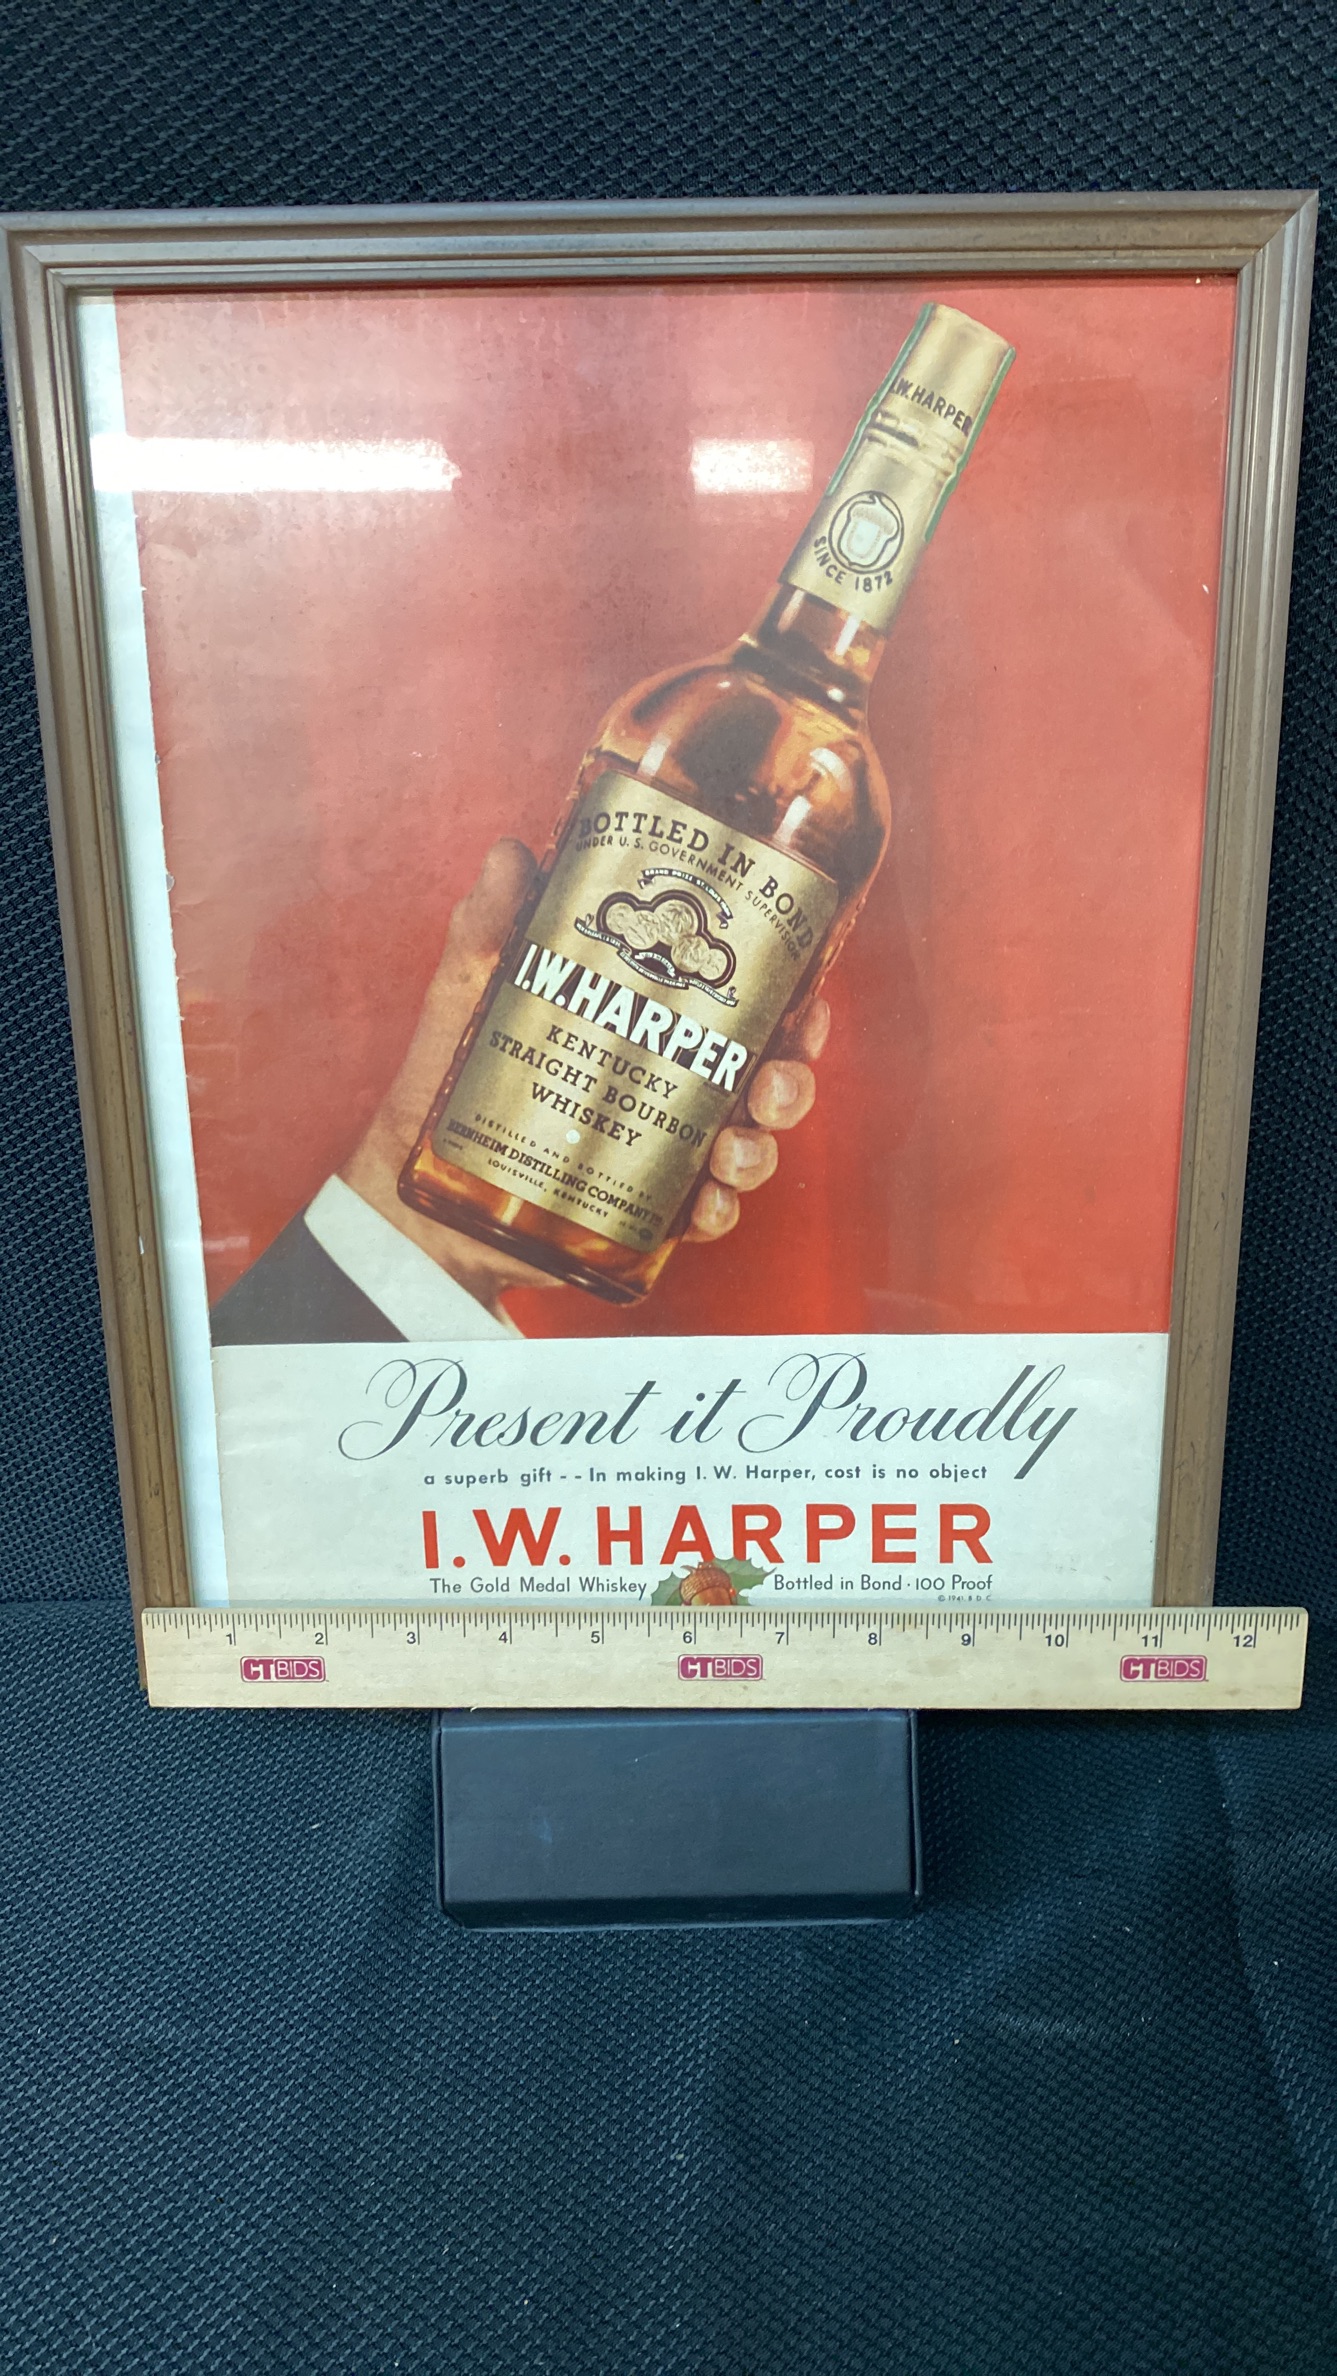 I.W.HARPER
SINCE 1872
BOTTLED IN BOND
UNDER U. S. GOVERNMENT SUPERVISION
I.W.HARPER
KENTUCKY
STRAIGHT BOURBON
WHISKEY
DISTILLED AND BOTTLED BY
BERNHEIM DISTILLING COMPANY
LOUISVILLE, KENTUCKY
Present it Proudly
a superb gift - - In making I. W. Harper, cost is no object
I.W. HARPER
The Gold Medal Whiskey Bottled in Bond · 100 Proof
© 1941. B D C
1 2 3 4 5 6 7 8 9 10 11 12
CTBIDS CTBIDS CTBIDS